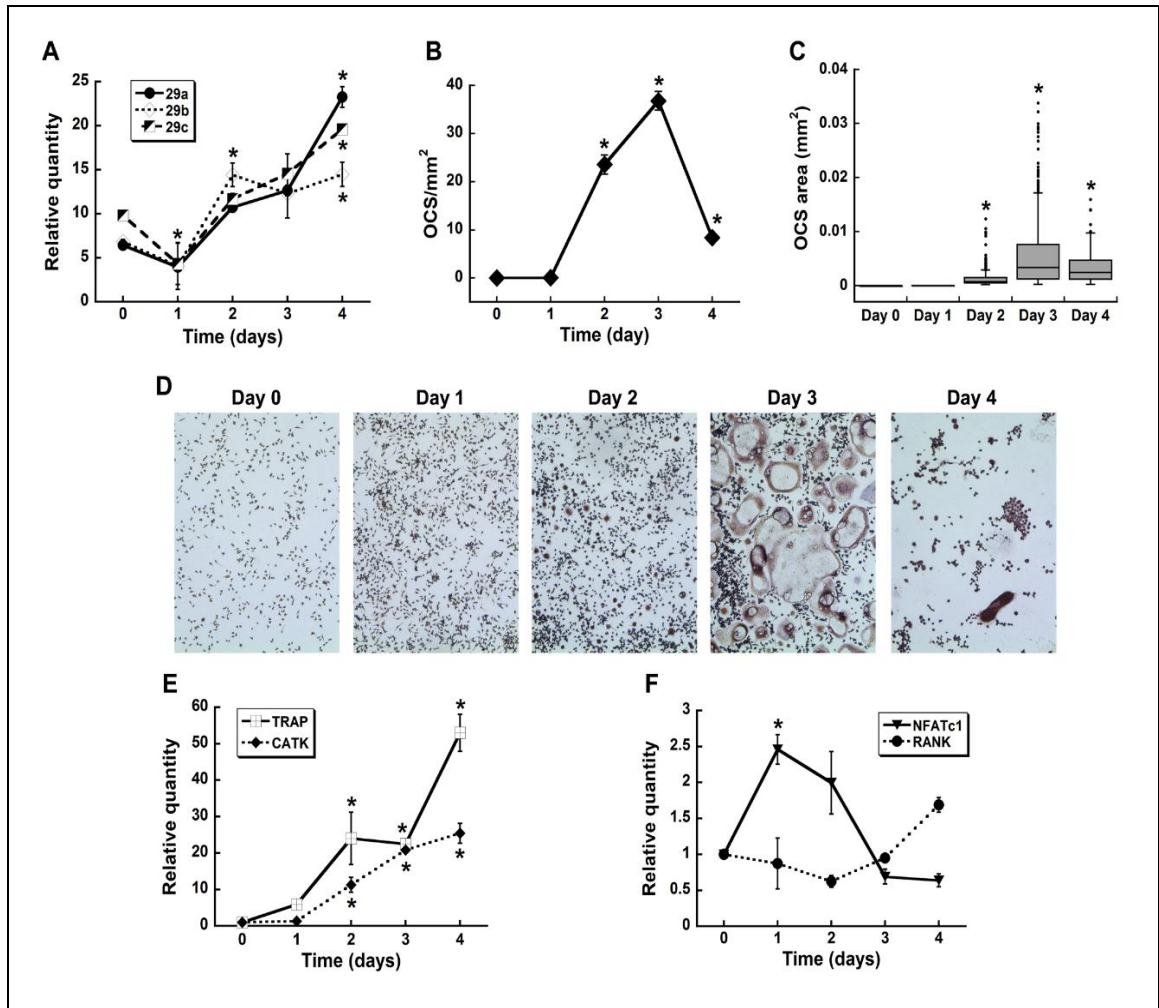 A
Relative quantity
25
20
15
10
5
0
29a
29b
29c
*
*
*
*
*
0 1 2 3 4
Time (days)
B
OCS/mm²
40
30
20
10
0
*
*
*
0 1 2 3 4
Time (day)
C
OCS area (mm²)
0.04
0.03
0.02
0.01
0
*
*
*
Day 0 Day 1 Day 2 Day 3 Day 4
D
Day 0 Day 1 Day 2 Day 3 Day 4
E
Relative quantity
60
50
40
30
20
10
0
TRAP
CATK
*
*
*
*
*
*
0 1 2 3 4
Time (days)
F
Relative quantity
3
2.5
2
1.5
1
0.5
0
NFATc1
RANK
*
0 1 2 3 4
Time (days)